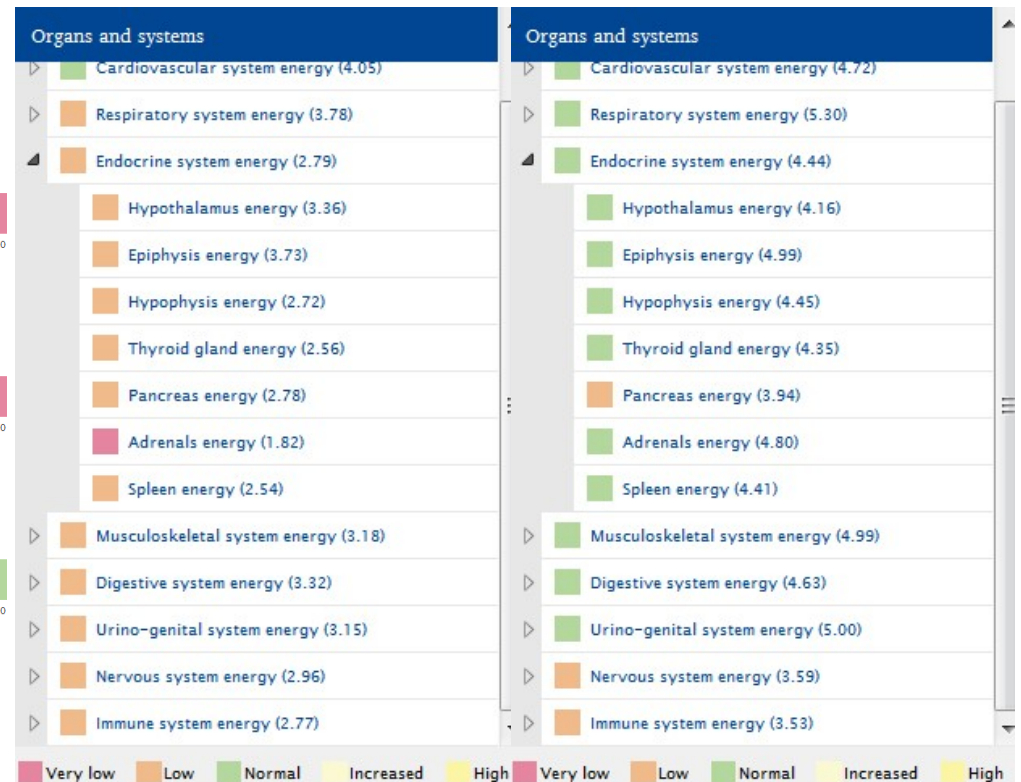 Organs and systems
Cardiovascular system energy (4.05)
Respiratory system energy (3.78)
Endocrine system energy (2.79)
Hypothalamus energy (3.36)
Epiphysis energy (3.73)
Hypophysis energy (2.72)
Thyroid gland energy (2.56)
Pancreas energy (2.78)
Adrenals energy (1.82)
Spleen energy (2.54)
Musculoskeletal system energy (3.18)
Digestive system energy (3.32)
Urino-genital system energy (3.15)
Nervous system energy (2.96)
Immune system energy (2.77)
Very low Low Normal Increased High
Organs and systems
Cardiovascular system energy (4.72)
Respiratory system energy (5.30)
Endocrine system energy (4.44)
Hypothalamus energy (4.16)
Epiphysis energy (4.99)
Hypophysis energy (4.45)
Thyroid gland energy (4.35)
Pancreas energy (3.94)
Adrenals energy (4.80)
Spleen energy (4.41)
Musculoskeletal system energy (4.99)
Digestive system energy (4.63)
Urino-genital system energy (5.00)
Nervous system energy (3.59)
Immune system energy (3.53)
Very low Low Normal Increased High
0
0
0